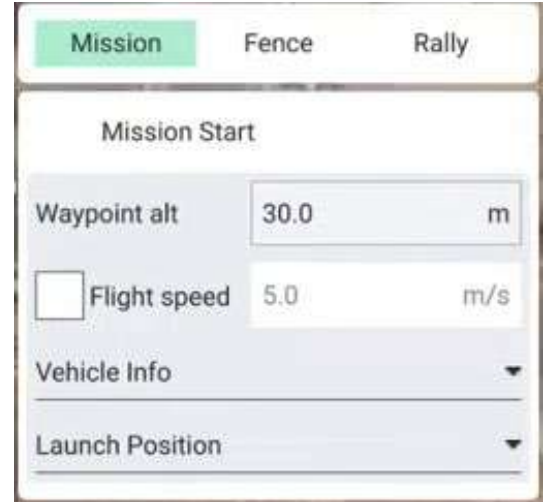 Mission Fence Rally
Mission Start
Waypoint alt 30.0 m
Flight speed 5.0 m/s
Vehicle Info
Launch Position